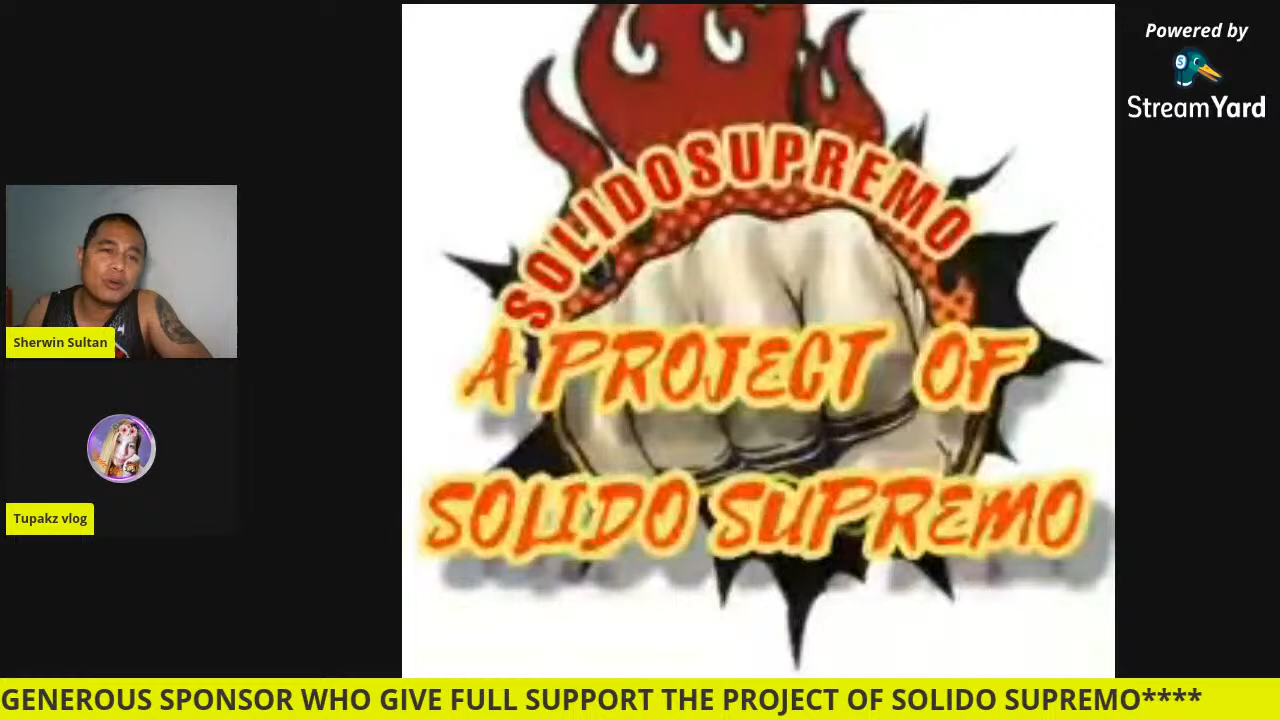 Powered by
StreamYard
SOLIDOSUPREMO
A PROJECT OF
SOLIDO SUPREMO
Sherwin Sultan
Tupakz vlog
GENEROUS SPONSOR WHO GIVE FULL SUPPORT THE PROJECT OF SOLIDO SUPREMO****